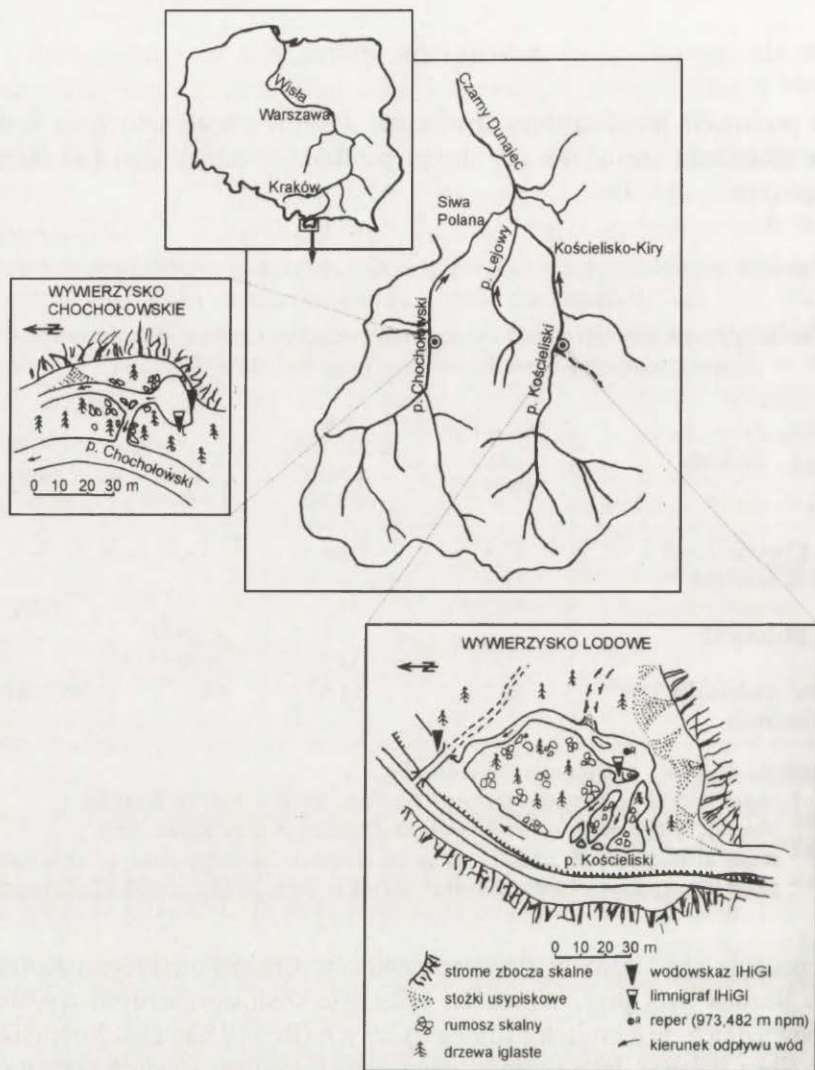 Wisła
Warszawa
Kraków
Czarny Dunajec
Siwa
Polana
p. Lejowy
Kościelisko-Kiry
p. Chochołowski
p. Kościeliski
WYWIERZYSKO
CHOCHOŁOWSKIE
N
p. Chochołowski
0 10 20 30 m
WYWIERZYSKO LODOWE
N
a
p. Kościeliski
0 10 20 30 m
strome zbocza skalne
stożki usypiskowe
rumosz skalny
drzewa iglaste
wodowskaz IHiGl
limnigraf IHiGl
a reper (973,482 m npm)
kierunek odpływu wód